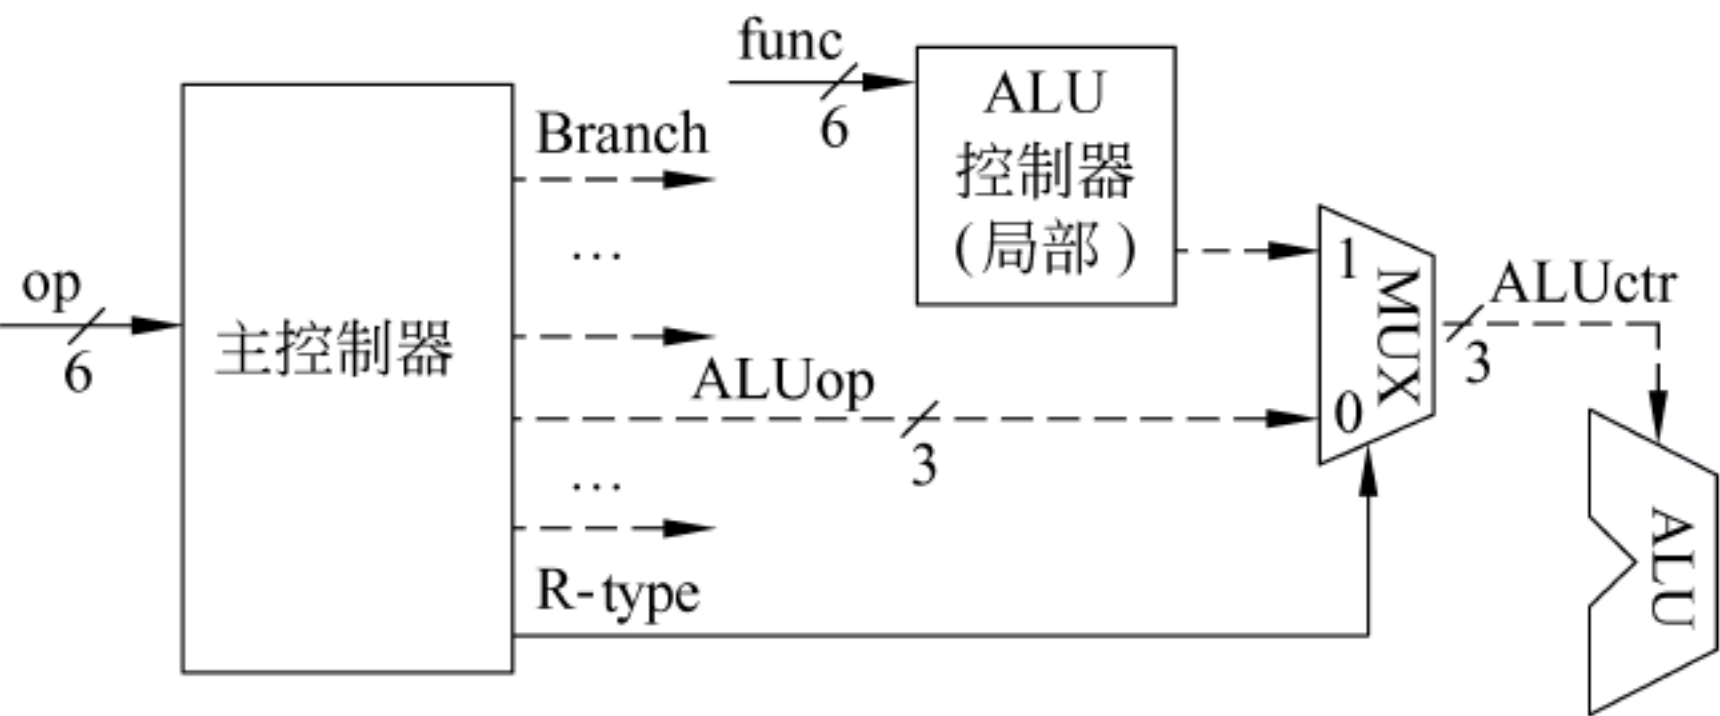 func
6
ALU
控制器
(局部)
Branch
…
op
6
主控制器
1
0
MUX
ALUctr
3
ALUop
3
…
R-type
ALU